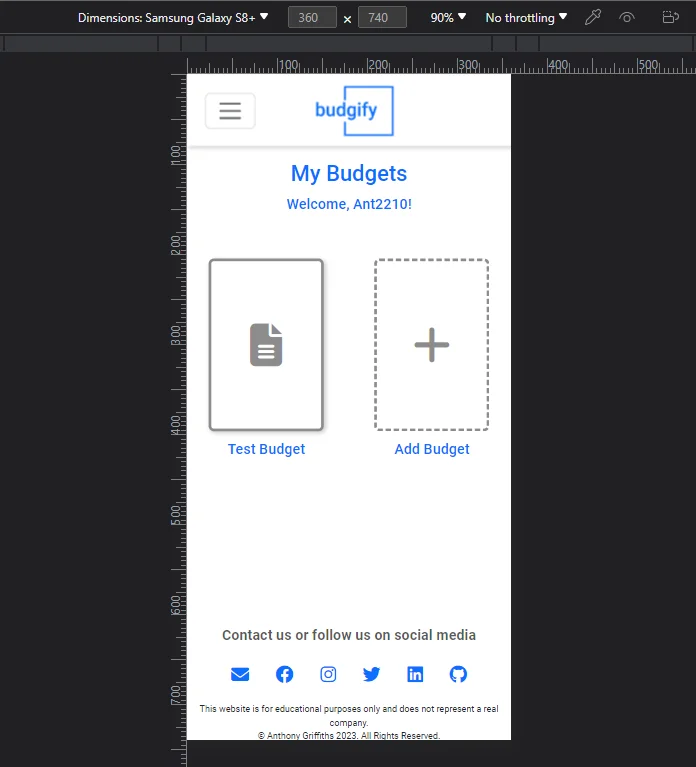 Dimensions: Samsung Galaxy S8+ 360 × 740 90% No throttling
100 200 300 400 500
100
200
300
400
500
600
700
budgify
My Budgets
Welcome, Ant2210!
Test Budget Add Budget
Contact us or follow us on social media
This website is for educational purposes only and does not represent a real
company.
© Anthony Griffiths 2023. All Rights Reserved.